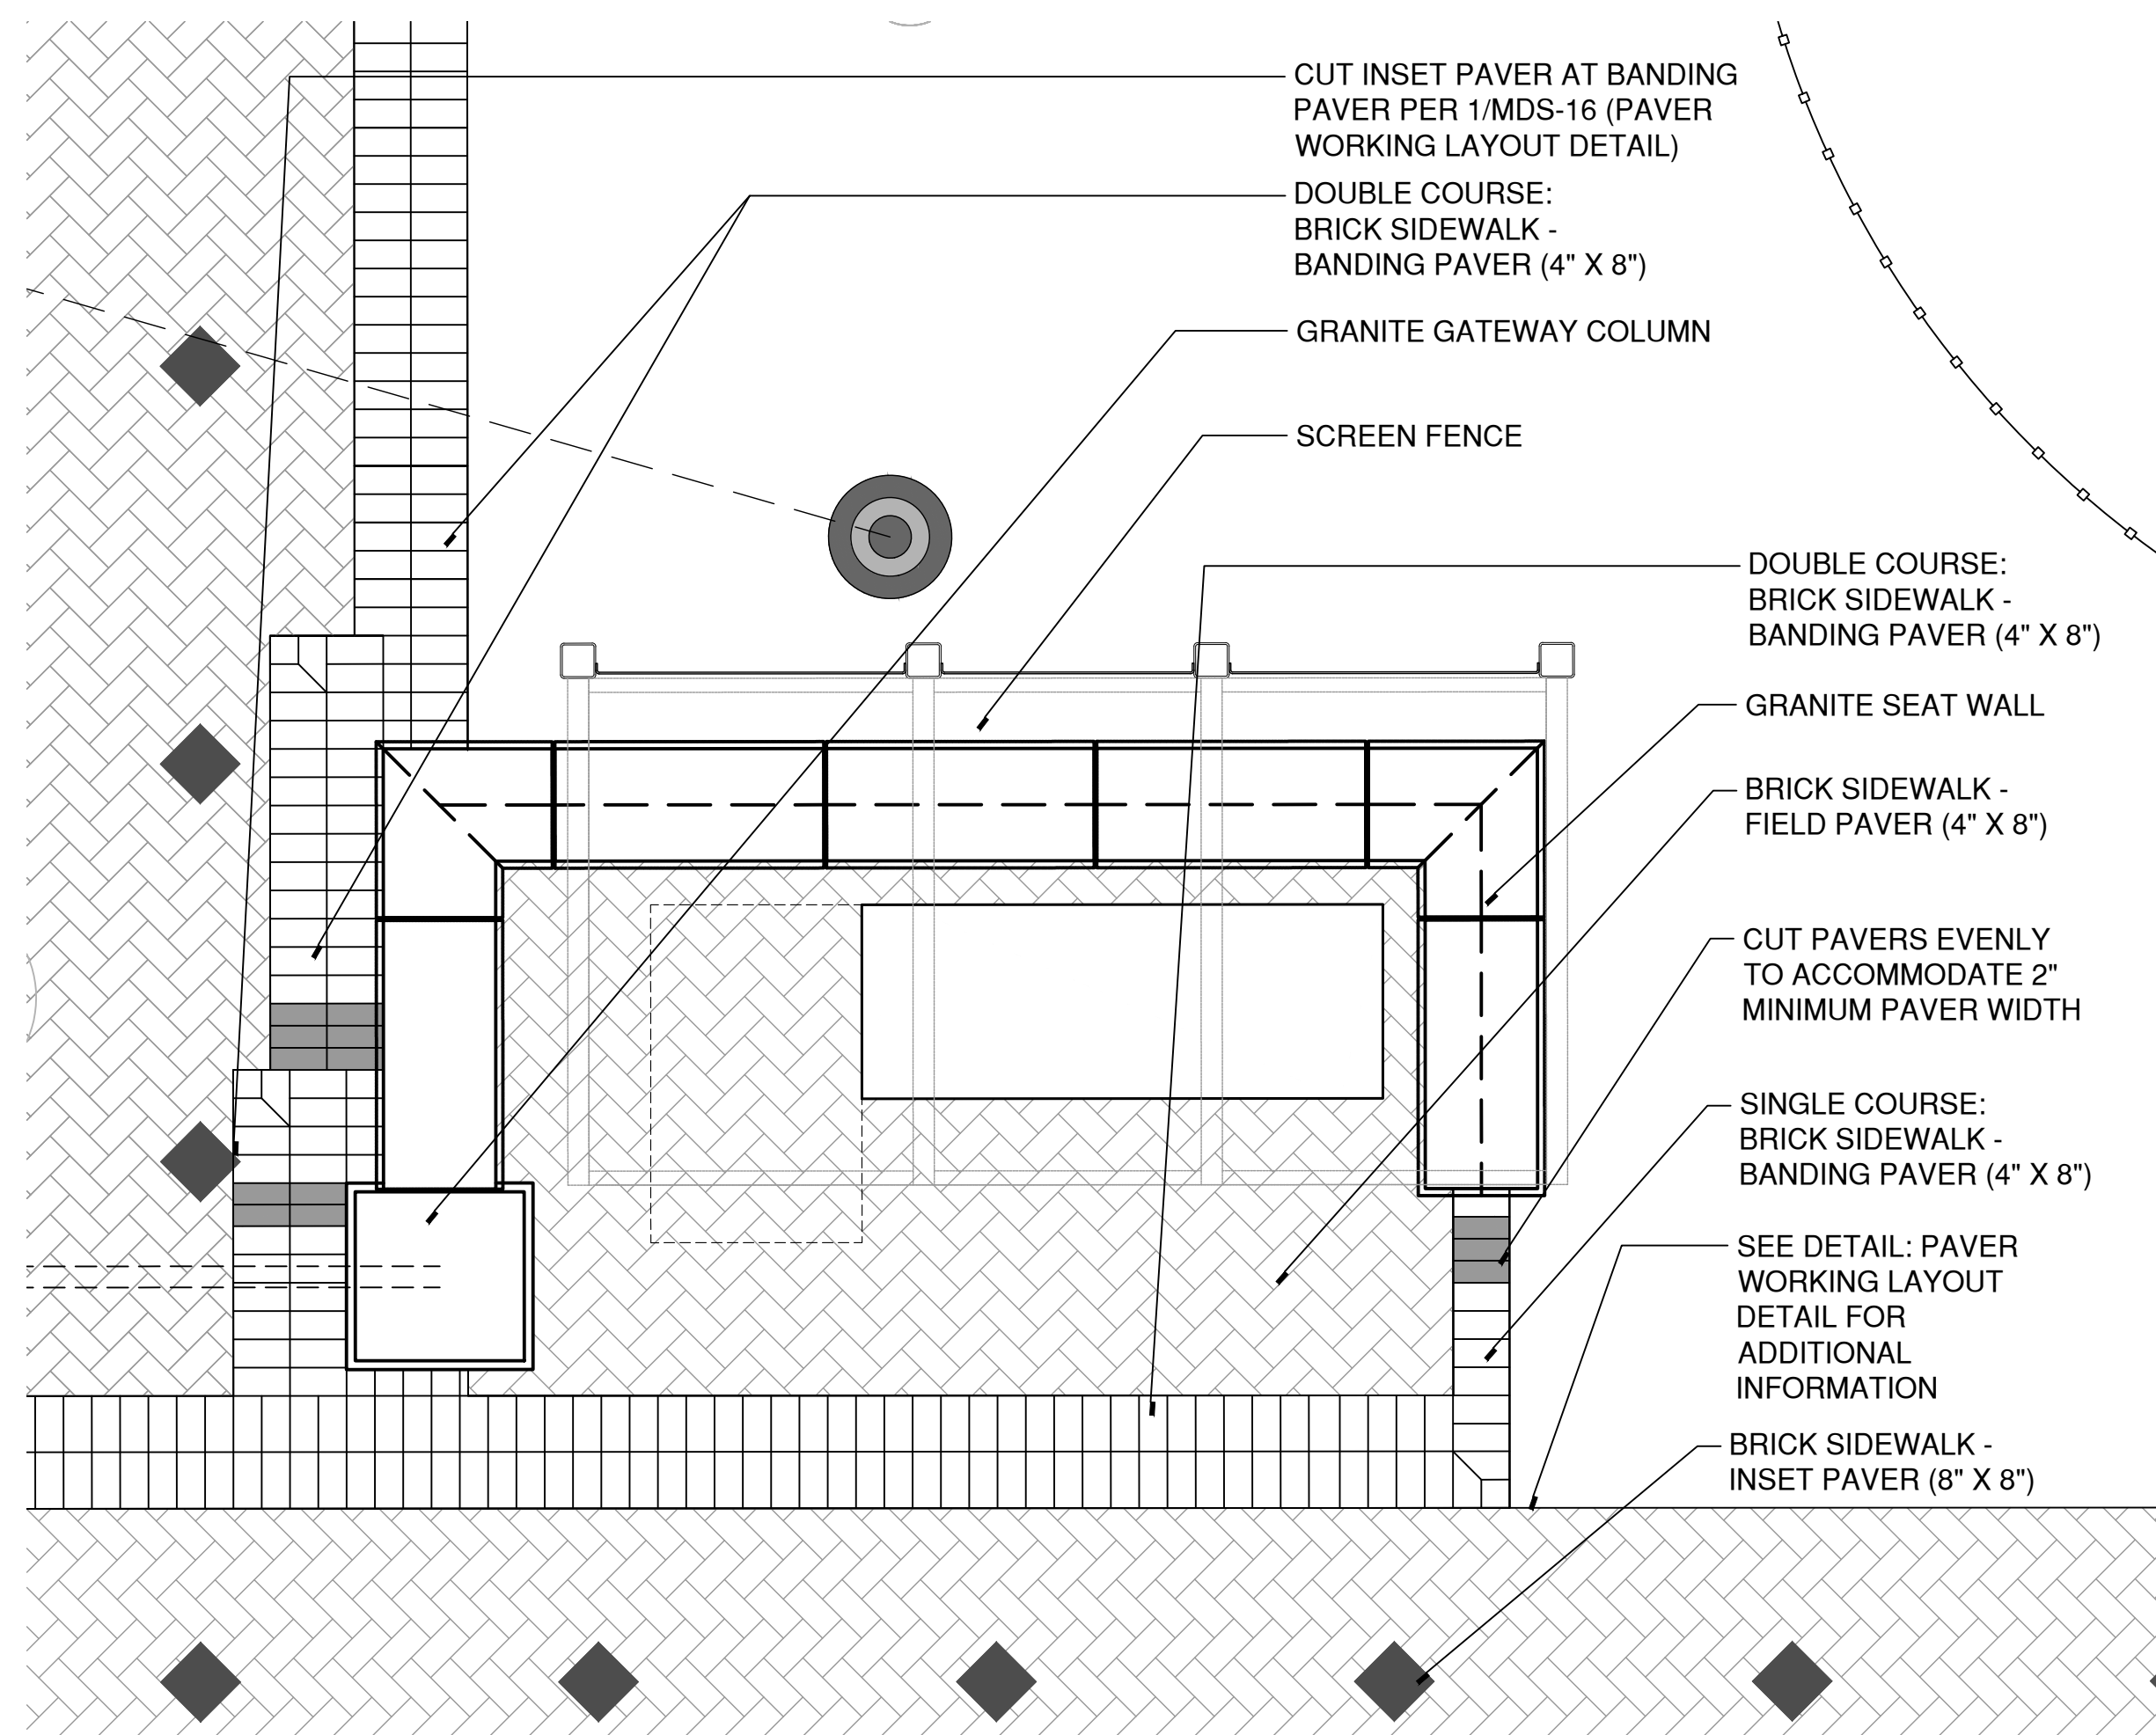 CUT INSET PAVER AT BANDING
PAVER PER 1/MDS-16 (PAVER
WORKING LAYOUT DETAIL)
DOUBLE COURSE:
BRICK SIDEWALK -
BANDING PAVER (4" X 8")
GRANITE GATEWAY COLUMN
SCREEN FENCE
DOUBLE COURSE:
BRICK SIDEWALK -
BANDING PAVER (4" X 8")
GRANITE SEAT WALL
BRICK SIDEWALK -
FIELD PAVER (4" X 8")
CUT PAVERS EVENLY
TO ACCOMMODATE 2"
MINIMUM PAVER WIDTH
SINGLE COURSE:
BRICK SIDEWALK -
BANDING PAVER (4" X 8")
SEE DETAIL: PAVER
WORKING LAYOUT
DETAIL FOR
ADDITIONAL
INFORMATION
BRICK SIDEWALK -
INSET PAVER (8" X 8")